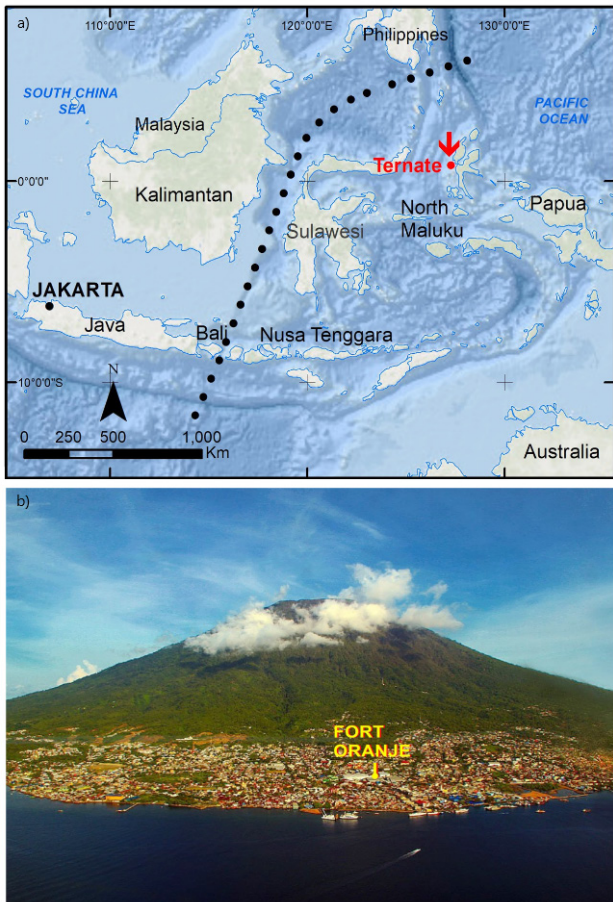 a)
110°0'0"E
120°0'0"E
130°0'0"E
Philippines
SOUTH CHINA
SEA
PACIFIC
OCEAN
Malaysia
Ternate
0°0'0"
Kalimantan
North
Maluku
Papua
Sulawesi
JAKARTA
Java
Bali
Nusa Tenggara
N
10°0'0"S
0
250
500
1,000
Km
Australia
b)
FORT
ORANJE